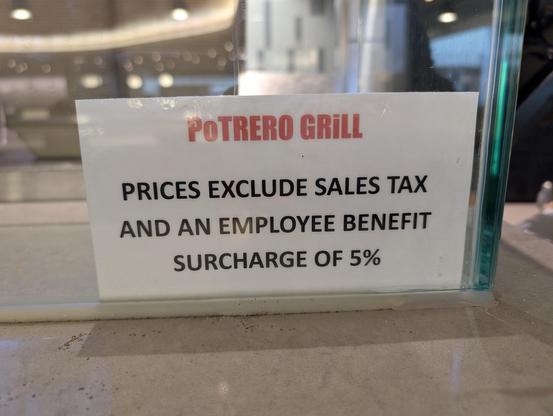 PoTRERO GRiLL
PRICES EXCLUDE SALES TAX
AND AN EMPLOYEE BENEFIT
SURCHARGE OF 5%